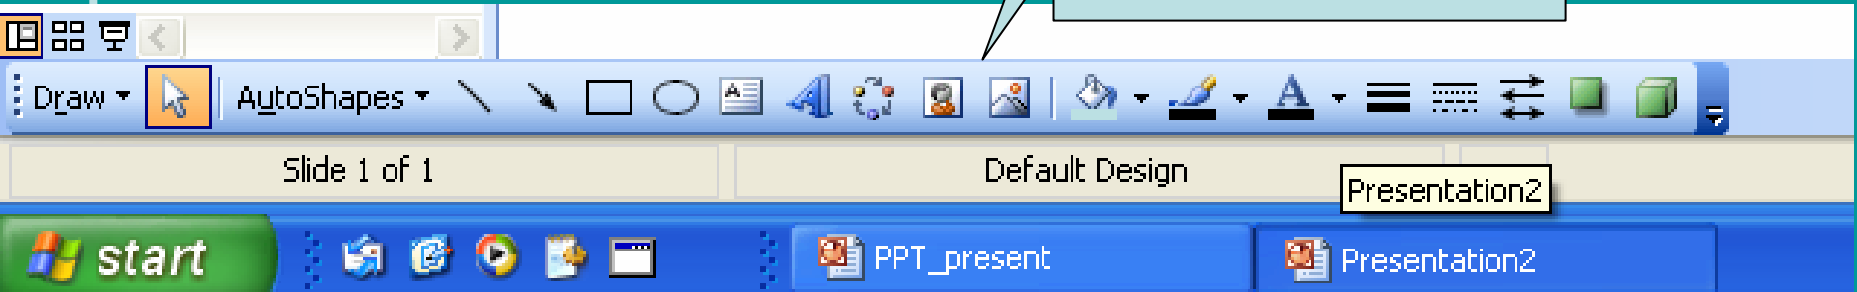 Draw AutoShapes
Slide 1 of 1 Default Design
Presentation2
start PPT_present Presentation2